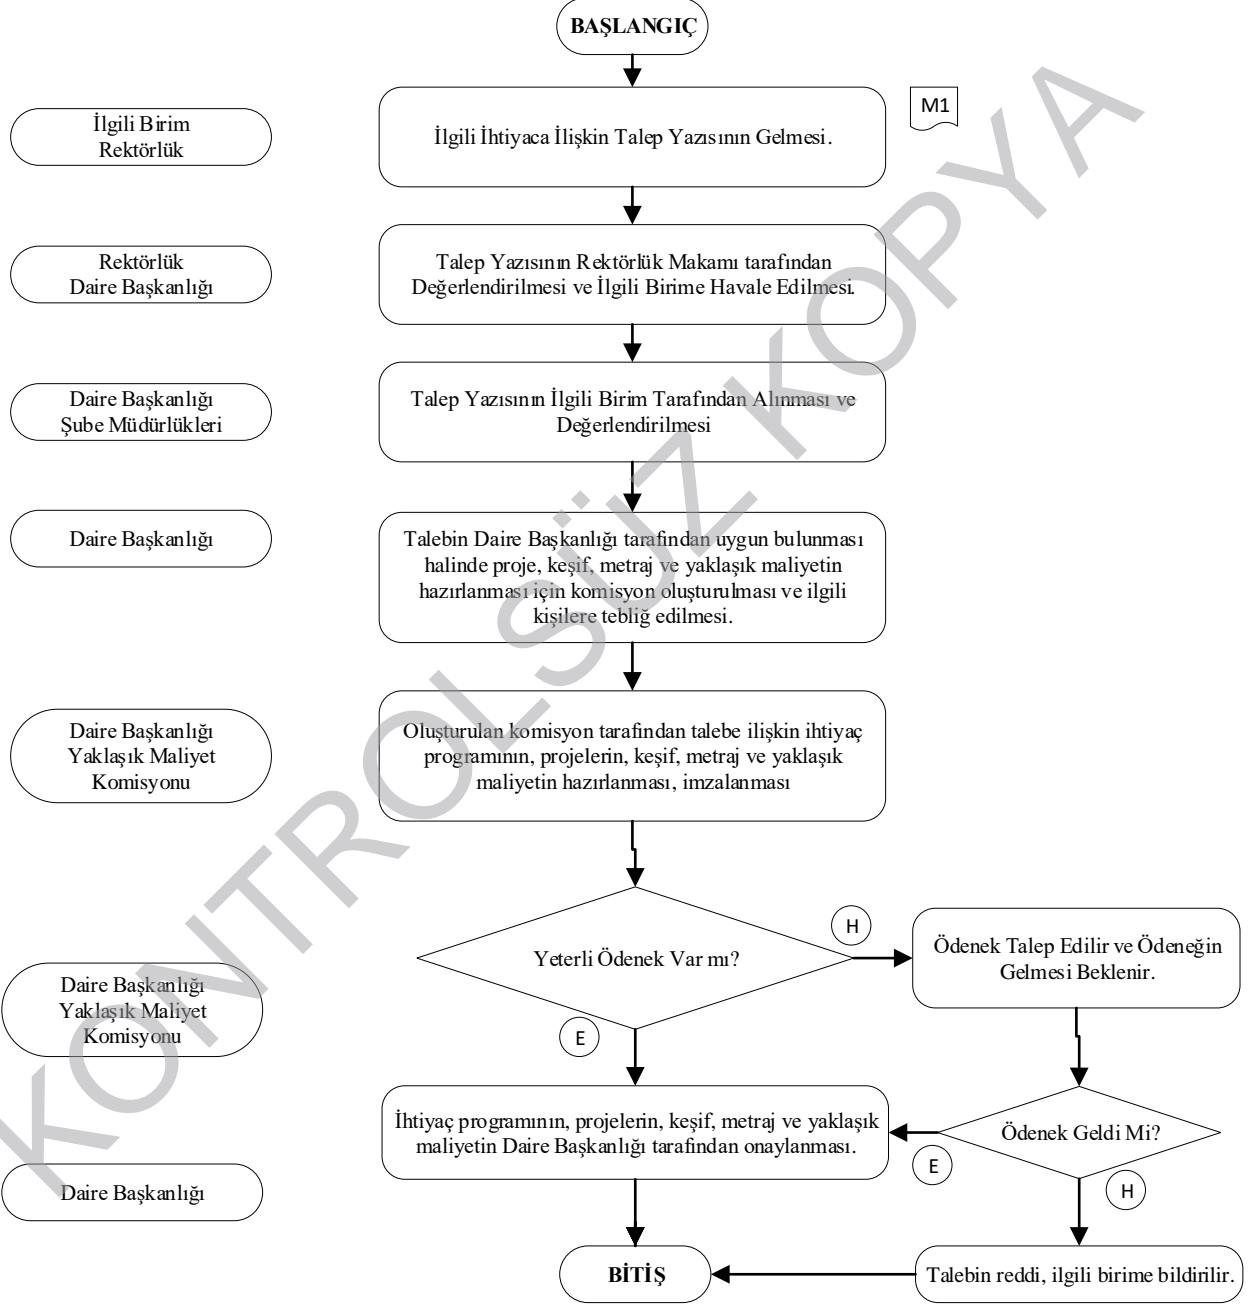 BAŞLANGIÇ
İlgili Birim
Rektörlük
İlgili İhtiyaca İlişkin Talep Yazısının Gelmesi.
M1
Rektörlük
Daire Başkanlığı
Talep Yazısının Rektörlük Makamı tarafından
Değerlendirilmesi ve İlgili Birime Havale Edilmesi.
Daire Başkanlığı
Şube Müdürlükleri
Talep Yazısının İlgili Birim Tarafından Alınması ve
Değerlendirilmesi
Daire Başkanlığı
Talebin Daire Başkanlığı tarafından uygun bulunması
halinde proje, keşif, metraj ve yaklaşık maliyetin
hazırlanması için komisyon oluşturulması ve ilgili
kişilere tebliğ edilmesi.
Daire Başkanlığı
Yaklaşık Maliyet
Komisyonu
Oluşturulan komisyon tarafından talebe ilişkin ihtiyaç
programının, projelerin, keşif, metraj ve yaklaşık
maliyetin hazırlanması, imzalanması
Yeterli Ödenek Var mı?
H
Ödenek Talep Edilir ve Ödeneğin
Gelmesi Beklenir.
Daire Başkanlığı
Yaklaşık Maliyet
Komisyonu
E
İhtiyaç programının, projelerin, keşif, metraj ve yaklaşık
maliyetin Daire Başkanlığı tarafından onaylanması.
Ödenek Geldi Mi?
E
H
Daire Başkanlığı
BİTİŞ
Talebin reddi, ilgili birime bildirilir.
KONTROLSÜZ KOPYA